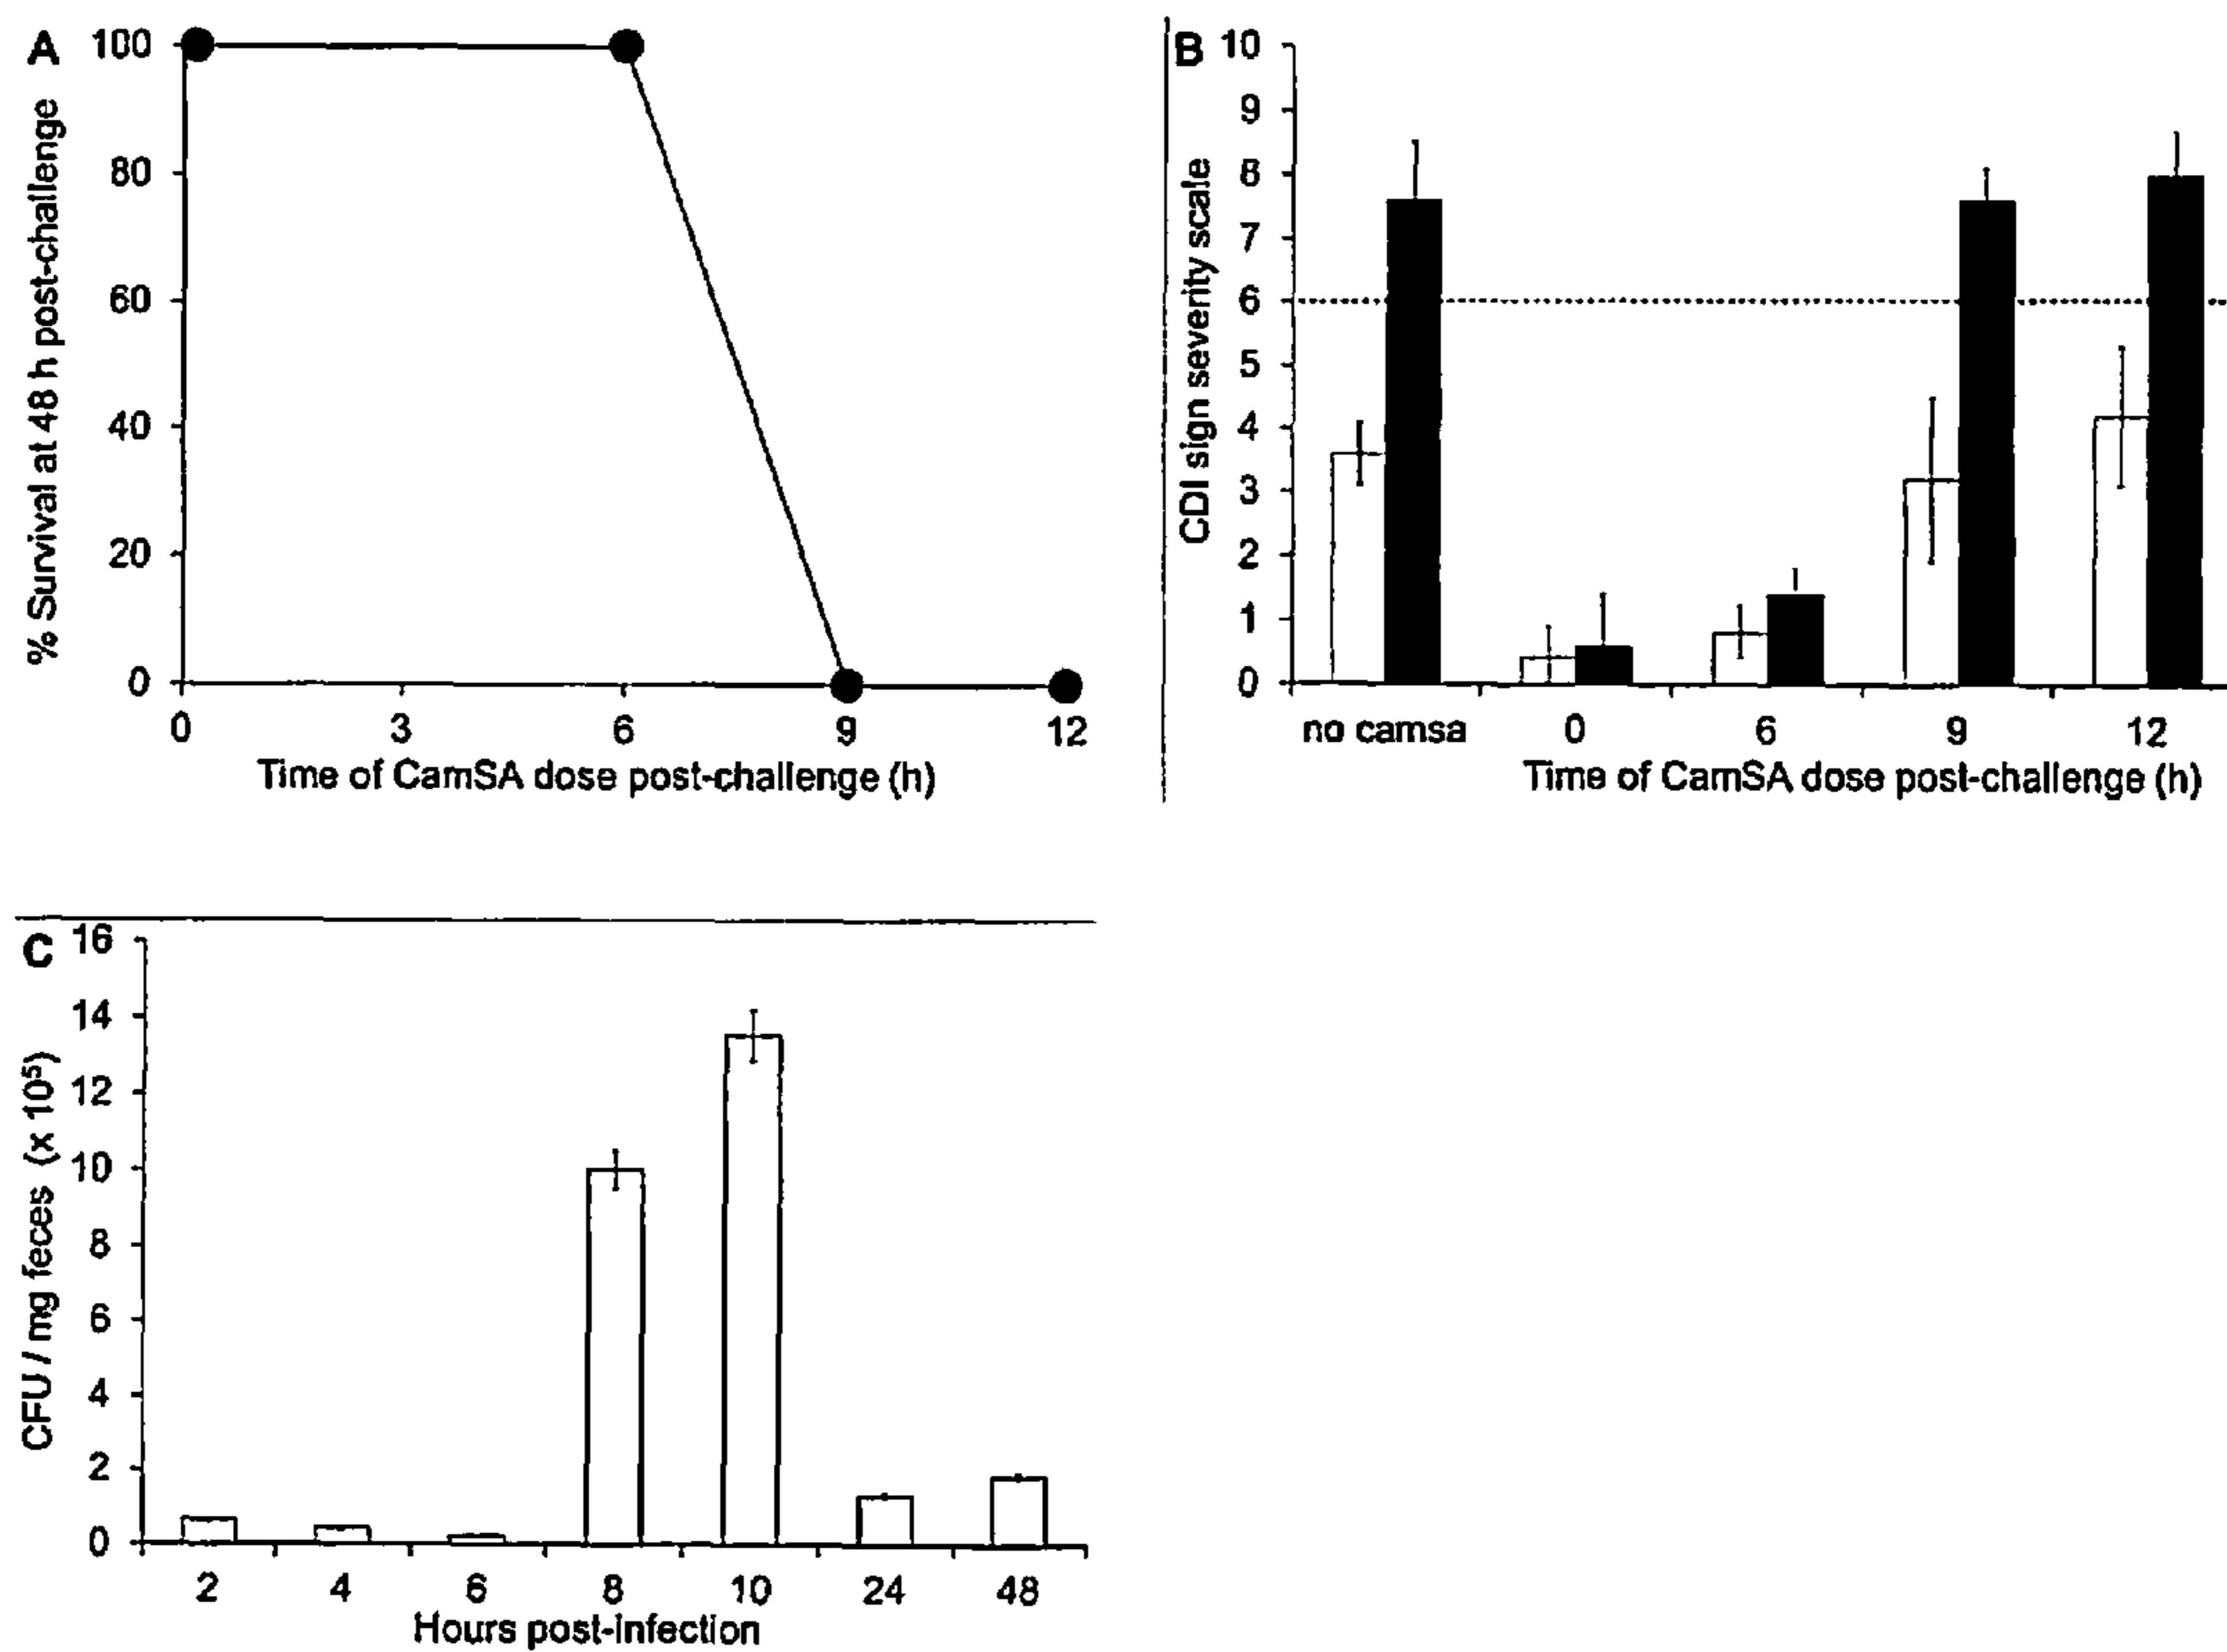 A
100
80
60
40
20
0
% Survival at 48 h post-challenge
0 3 6 9 12
Time of CamSA dose post-challenge (h)
B
10
9
8
7
6
5
4
3
2
1
0
CDI sign severity scale
no camsa 0 6 9 12
Time of CamSA dose post-challenge (h)
C
16
14
12
10
8
6
4
2
0
CFU / mg feces (x 10⁵)
2 4 6 8 10 24 48
Hours post-infection